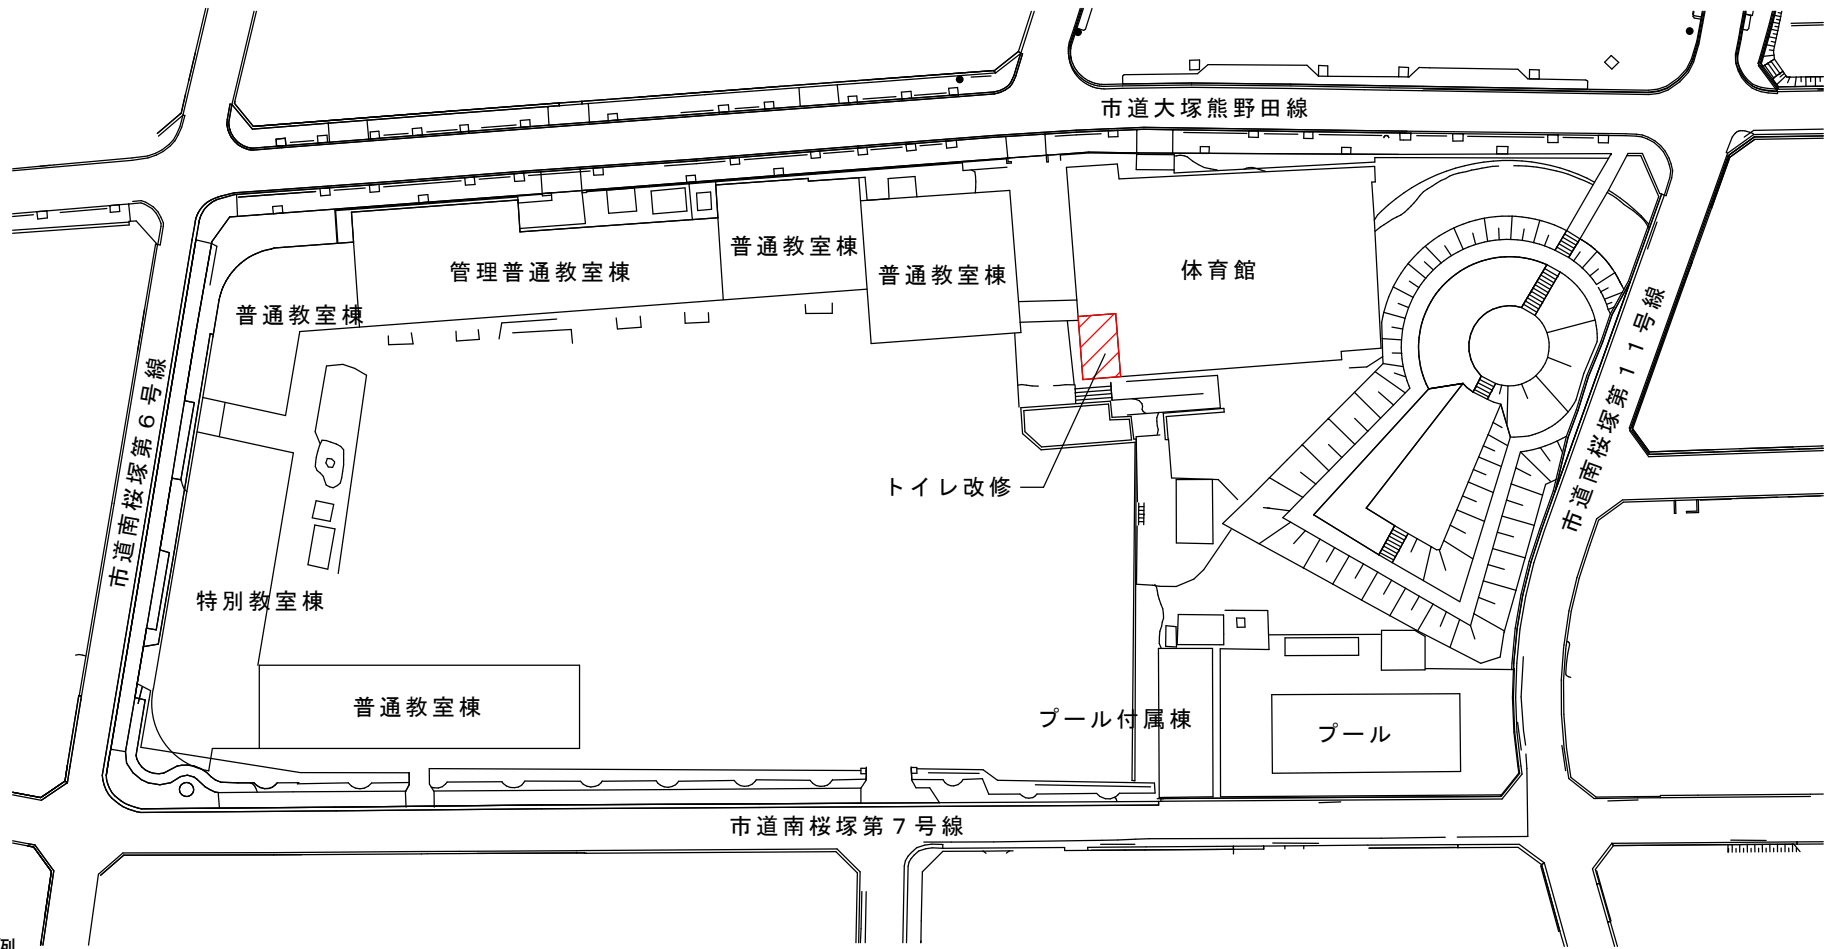 市道大塚熊野田線
普通教室棟
管理普通教室棟
普通教室棟
体育館
普通教室棟
市道南桜塚第６号線
市道南桜塚第１１号線
トイレ改修
特別教室棟
普通教室棟
プール付属棟
プール
市道南桜塚第７号線